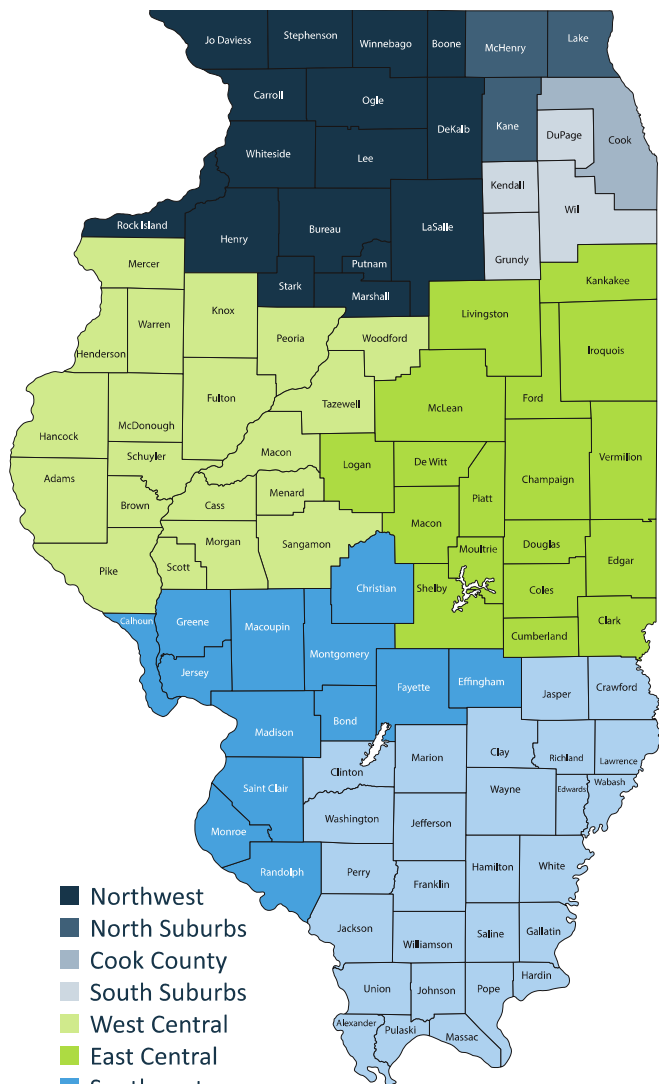 Jo Daviess
Stephenson
Winnebago
Boone
McHenry
Lake
Carroll
Ogle
DeKalb
Kane
DuPage
Cook
Whiteside
Lee
Kendall
Wil
Rock Island
Henry
Bureau
LaSalle
Grundy
Mercer
Putnam
Stark
Marshall
Kankakee
Knox
Livingston
Henderson
Warren
Peoria
Woodford
Iroquois
Fulton
Tazewell
McLean
Ford
Hancock
McDonough
Schuyler
Macon
Logan
De Witt
Vermilion
Adams
Brown
Cass
Menard
Piatt
Champaign
Macon
Pike
Scott
Morgan
Sangamon
Moultrie
Douglas
Edgar
Christian
Shelby
Coles
Calhoun
Greene
Macoupin
Clark
Cumberland
Jersey
Montgomery
Fayette
Effingham
Jasper
Crawford
Madison
Bond
Clay
Richland
Lawrence
Clinton
Marion
Wayne
Edwards
Wabash
Saint Clair
Washington
Jefferson
Monroe
Randolph
Perry
Franklin
Hamilton
White
Jackson
Williamson
Saline
Gallatin
Union
Johnson
Pope
Hardin
Alexander
Pulaski
Massac
Northwest
North Suburbs
Cook County
South Suburbs
West Central
East Central